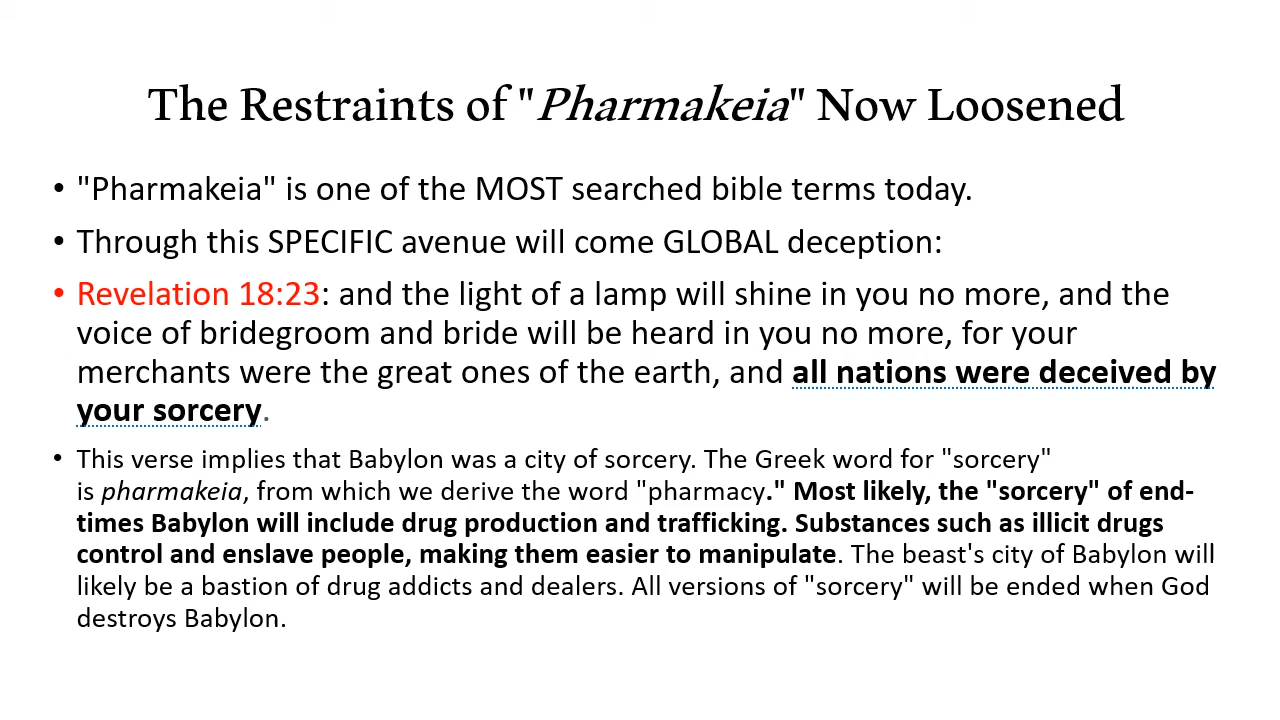 The Restraints of "Pharmakeia" Now Loosened
• "Pharmakeia" is one of the MOST searched bible terms today.
• Through this SPECIFIC avenue will come GLOBAL deception:
• Revelation 18:23: and the light of a lamp will shine in you no more, and the
voice of bridegroom and bride will be heard in you no more, for your
merchants were the great ones of the earth, and all nations were deceived by
your sorcery.
• This verse implies that Babylon was a city of sorcery. The Greek word for "sorcery"
is pharmakeia, from which we derive the word "pharmacy." Most likely, the "sorcery" of end-
times Babylon will include drug production and trafficking. Substances such as illicit drugs
control and enslave people, making them easier to manipulate. The beast's city of Babylon will
likely be a bastion of drug addicts and dealers. All versions of "sorcery" will be ended when God
destroys Babylon.